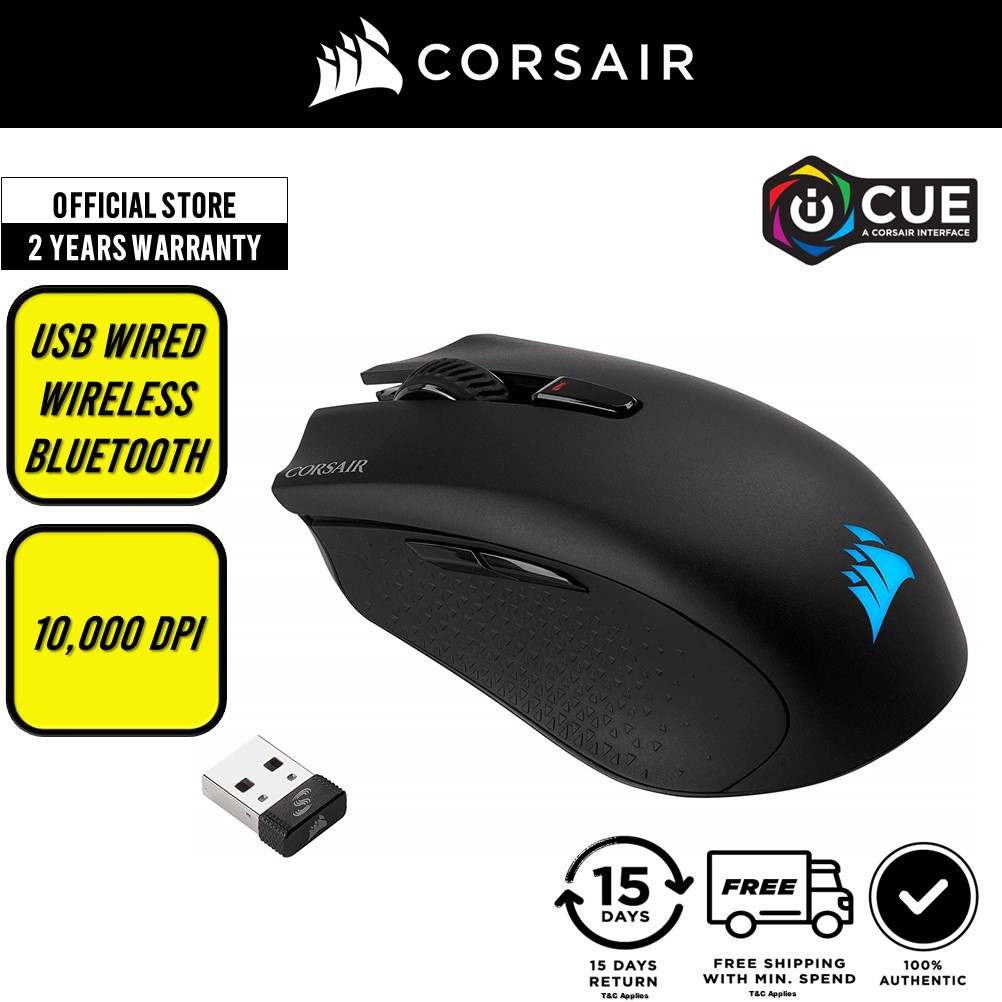 CORSAIR
OFFICIAL STORE
2 YEARS WARRANTY
iCUE
A CORSAIR INTERFACE
USB WIRED
WIRELESS
BLUETOOTH
CORSAIR
10,000 DPI
15
DAYS
FREE
15 DAYS
RETURN
T&C Applies
FREE SHIPPING
WITH MIN. SPEND
T&C Applies
100%
AUTHENTIC